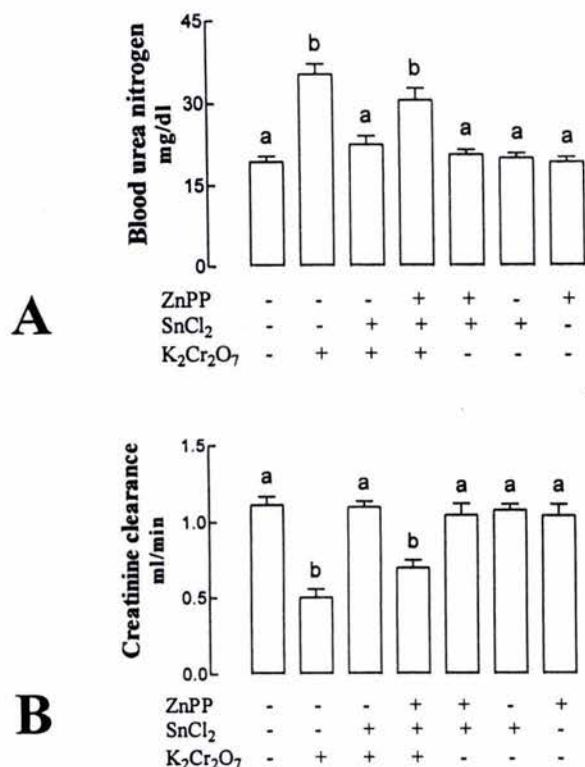 45
30
15
0
Blood urea nitrogen
mg/dl
a b a b a a a
ZnPP - - - + + - +
SnCl₂ - - + + + + -
K₂Cr₂O₇ - + + + - - -
A
1.5
1.0
0.5
0.0
Creatinine clearance
ml/min
a b a b a a a
ZnPP - - - + + - +
SnCl₂ - - + + + + -
K₂Cr₂O₇ - + + + - - -
B